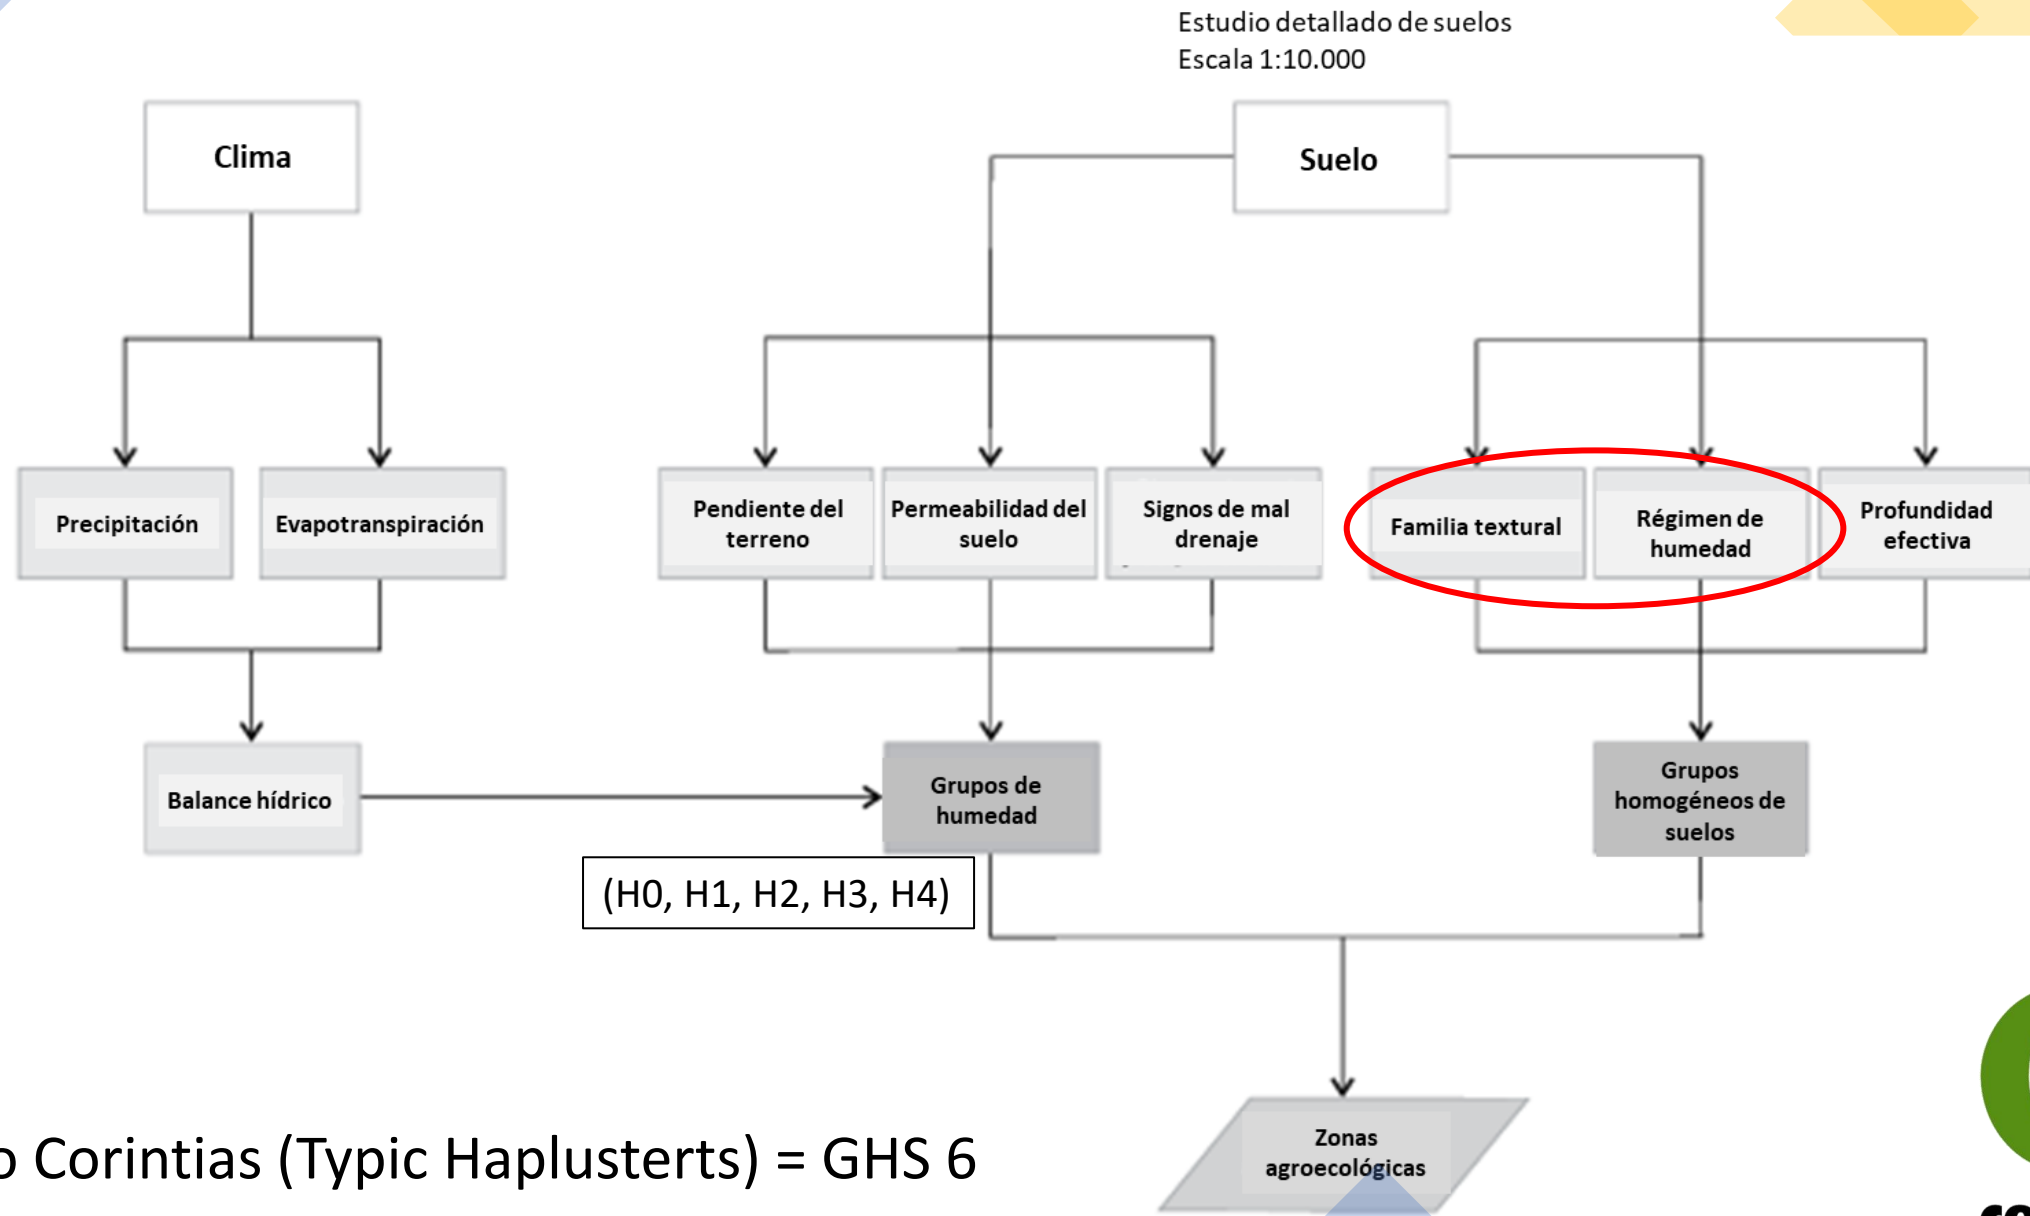 Estudio detallado de suelos
Escala 1:10.000
Clima
Suelo
Precipitación
Evapotranspiración
Pendiente del
terreno
Permeabilidad del
suelo
Signos de mal
drenaje
Familia textural
Régimen de
humedad
Profundidad
efectiva
Balance hídrico
Grupos de
humedad
Grupos
homogéneos de
suelos
(H0, H1, H2, H3, H4)
Zonas
agroecológicas
o Corintias (Typic Haplusterts) = GHS 6